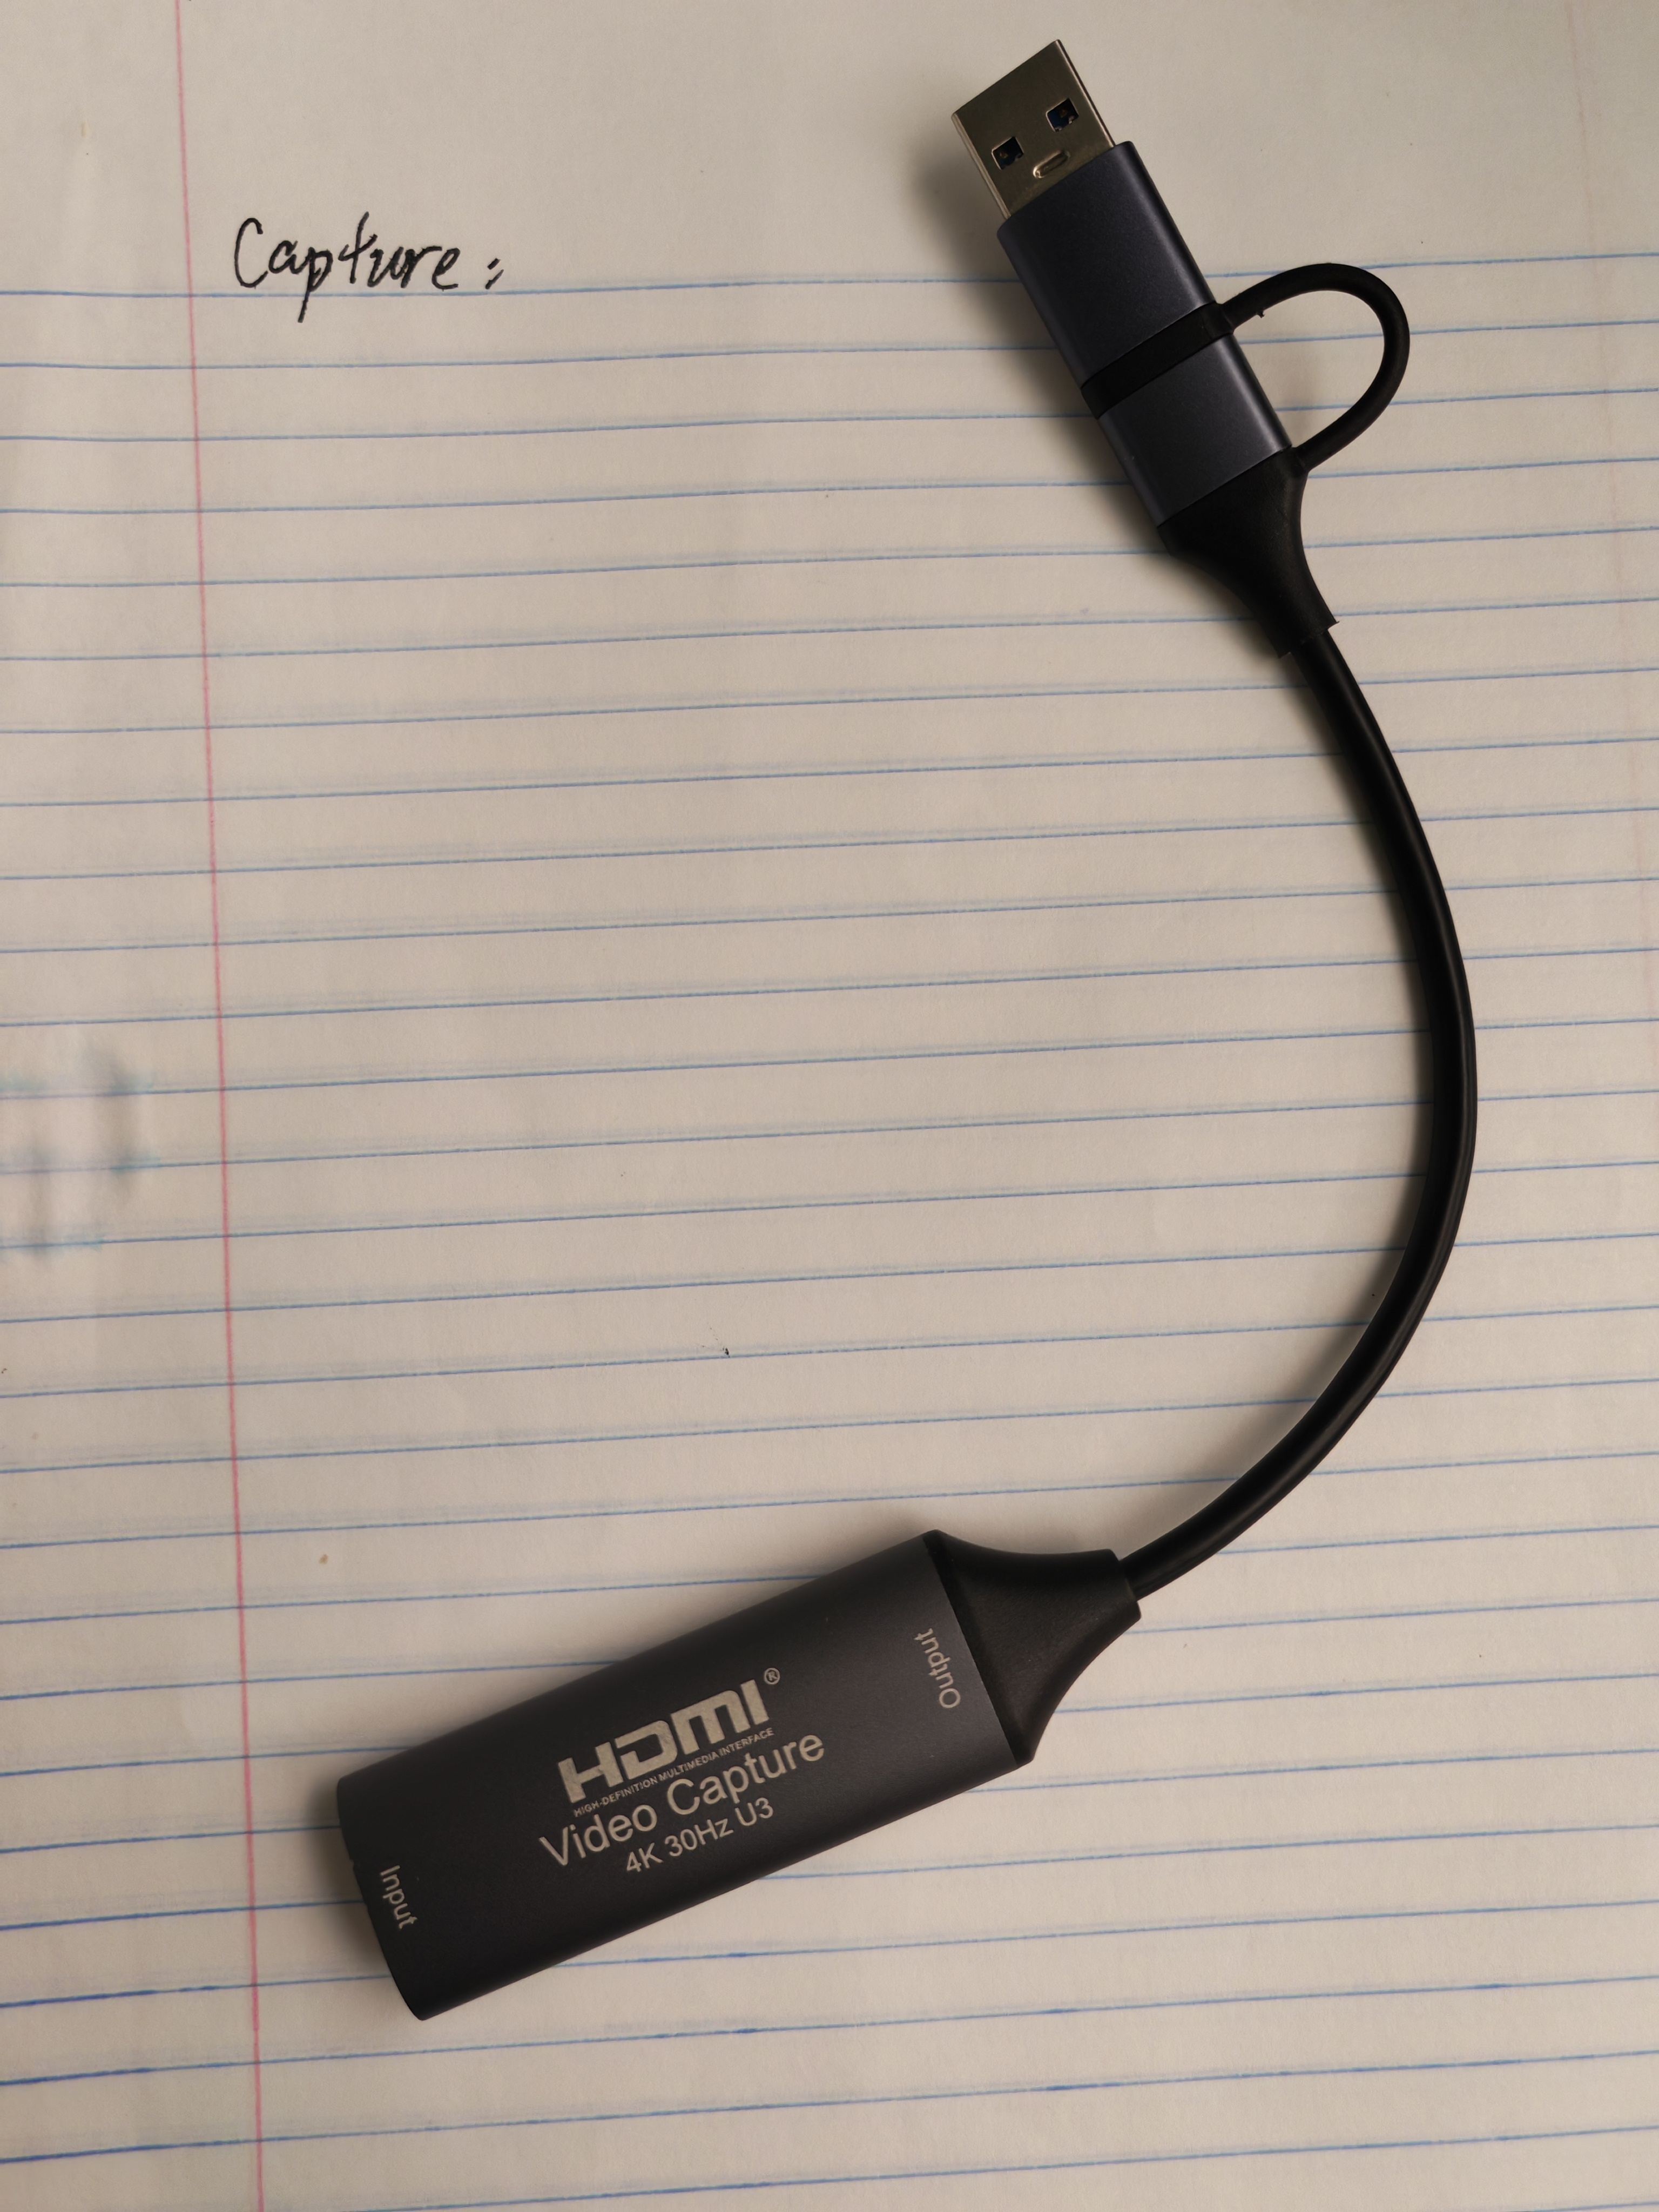 Capture:
HDMI®
HIGH-DEFINITION MULTIMEDIA INTERFACE
Video Capture
4K 30Hz U3
Output
Input